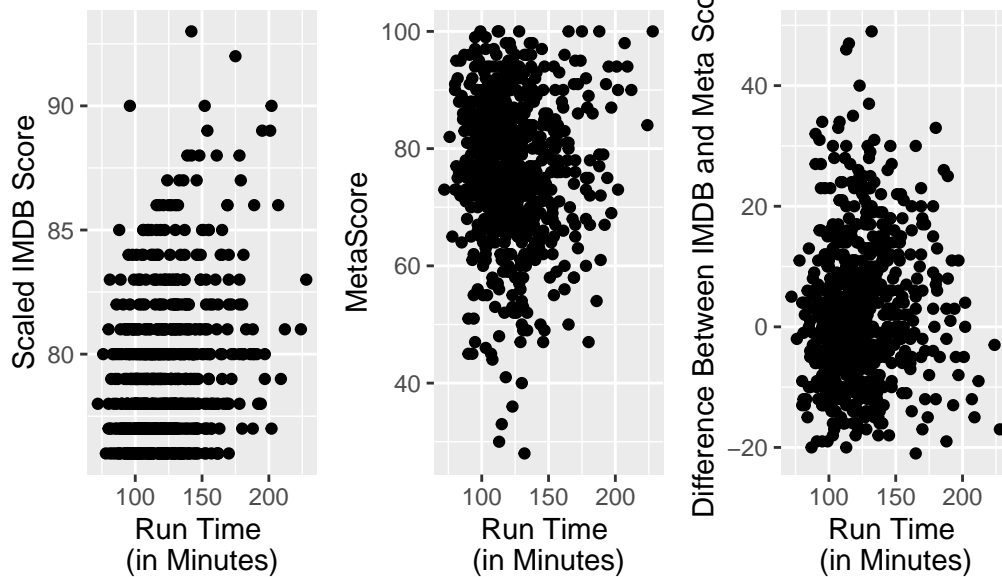 Scaled IMDB Score
90
85
80
100
150
200
Run Time
(in Minutes)
MetaScore
100
80
60
40
100
150
200
Run Time
(in Minutes)
Difference Between IMDB and Meta Sco
40
20
0
−20
100
150
200
Run Time
(in Minutes)